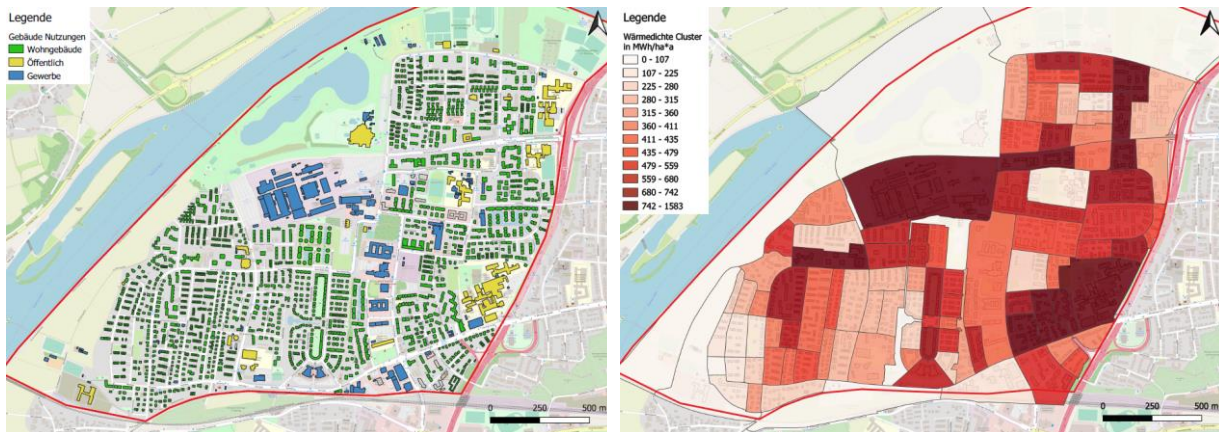 Legende
Gebäude Nutzungen
Wohngebäude
Öffentlich
Gewerbe
0 250 500 m
Legende
Wärmedichte Cluster
in MWh/ha*a
0 - 107
107 - 225
225 - 280
280 - 315
315 - 360
360 - 411
411 - 435
435 - 479
479 - 559
559 - 680
680 - 742
742 - 1583
0 250 500 m